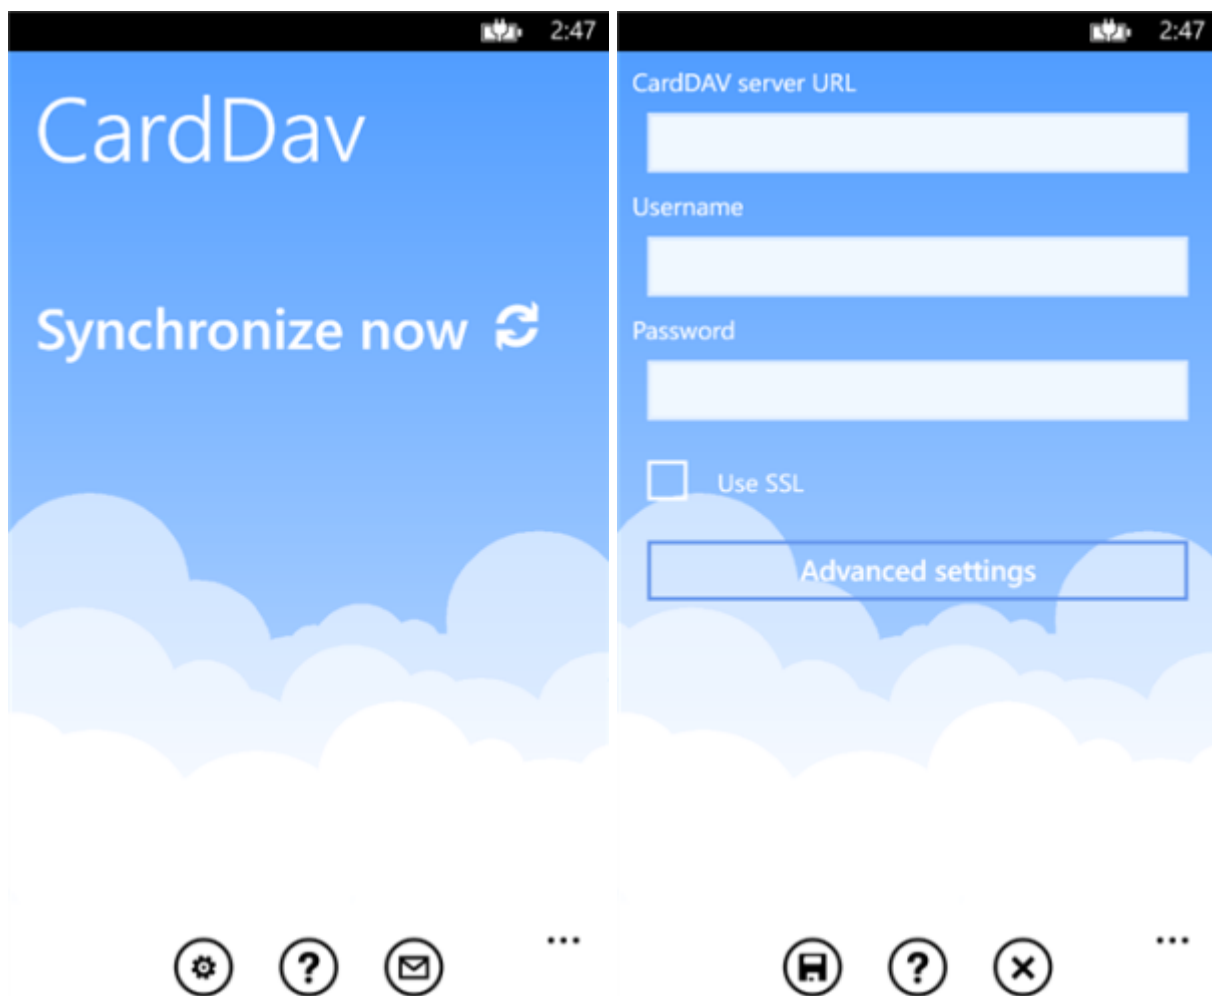 2:47
CardDav
Synchronize now
...
2:47
CardDAV server URL
Username
Password
Use SSL
Advanced settings
...